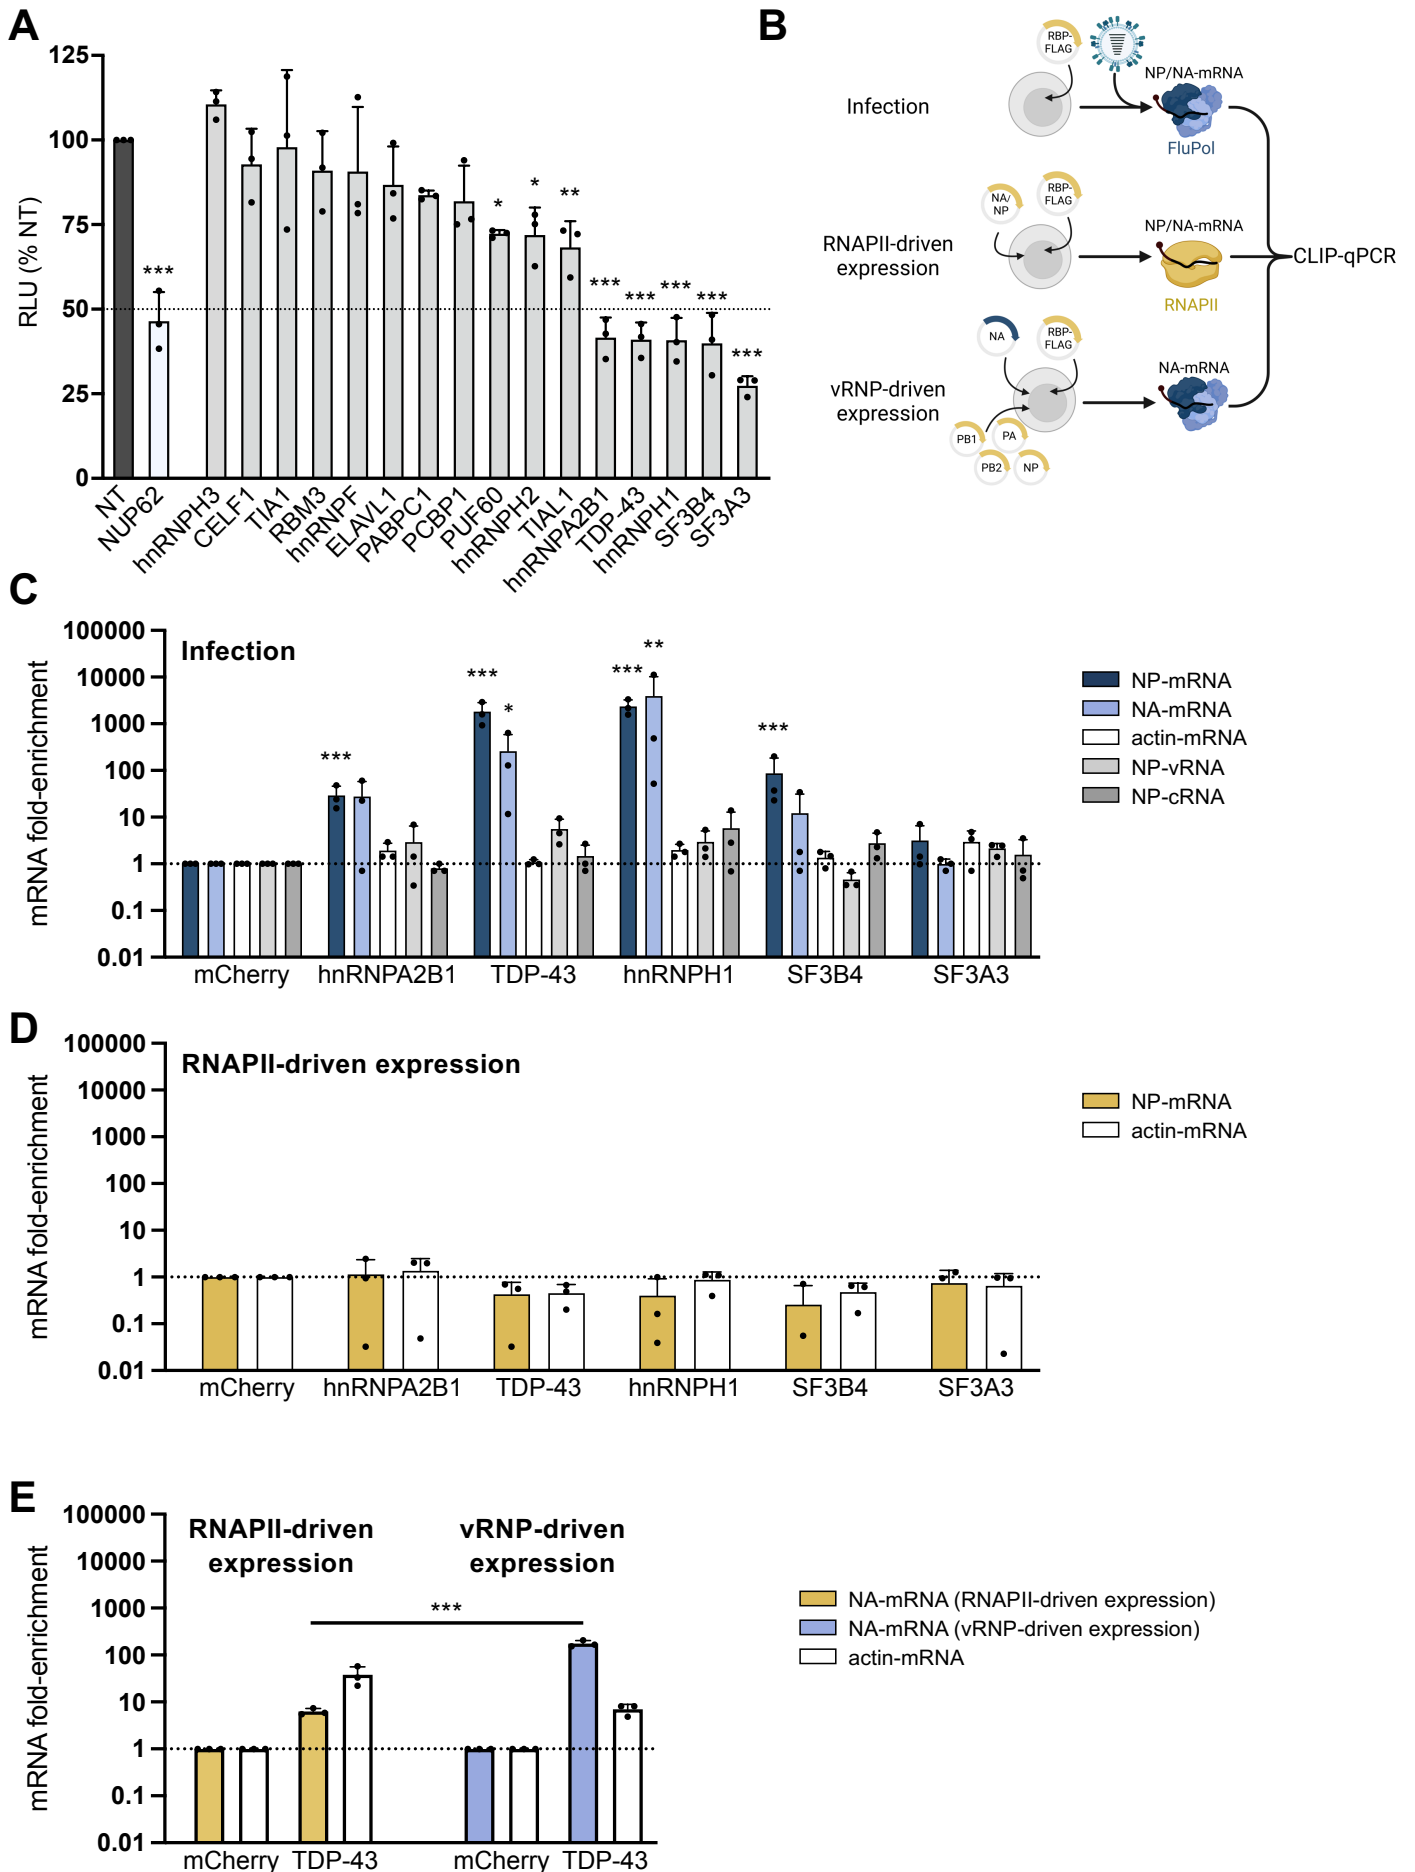 A
RLU (% NT)
125
100
75
50
25
0
***
*
*
**
***
***
***
***
***
NT
NUP62
hnRNPH3
CELF1
TIA1
RBM3
hnRNPF
ELAVL1
PABPC1
PCBP1
PUF60
hnRNPH2
TIAL1
hnRNPA2B1
TDP-43
hnRNPH1
SF3B4
SF3A3
B
Infection
RBP-
FLAG
NP/NA-mRNA
FluPol
RNAPII-driven
expression
NA/
NP
RBP-
FLAG
NP/NA-mRNA
RNAPII
CLIP-qPCR
vRNP-driven
expression
NA
RBP-
FLAG
PB1
PA
PB2
NP
NA-mRNA
C
Infection
mRNA fold-enrichment
100000
10000
1000
100
10
1
0.1
0.01
***
***
*
***
**
***
mCherry
hnRNPA2B1
TDP-43
hnRNPH1
SF3B4
SF3A3
NP-mRNA
NA-mRNA
actin-mRNA
NP-vRNA
NP-cRNA
D
RNAPII-driven expression
mRNA fold-enrichment
100000
10000
1000
100
10
1
0.1
0.01
mCherry
hnRNPA2B1
TDP-43
hnRNPH1
SF3B4
SF3A3
NP-mRNA
actin-mRNA
E
RNAPII-driven
expression
vRNP-driven
expression
mRNA fold-enrichment
100000
10000
1000
100
10
1
0.1
0.01
***
mCherry
TDP-43
mCherry
TDP-43
NA-mRNA (RNAPII-driven expression)
NA-mRNA (vRNP-driven expression)
actin-mRNA